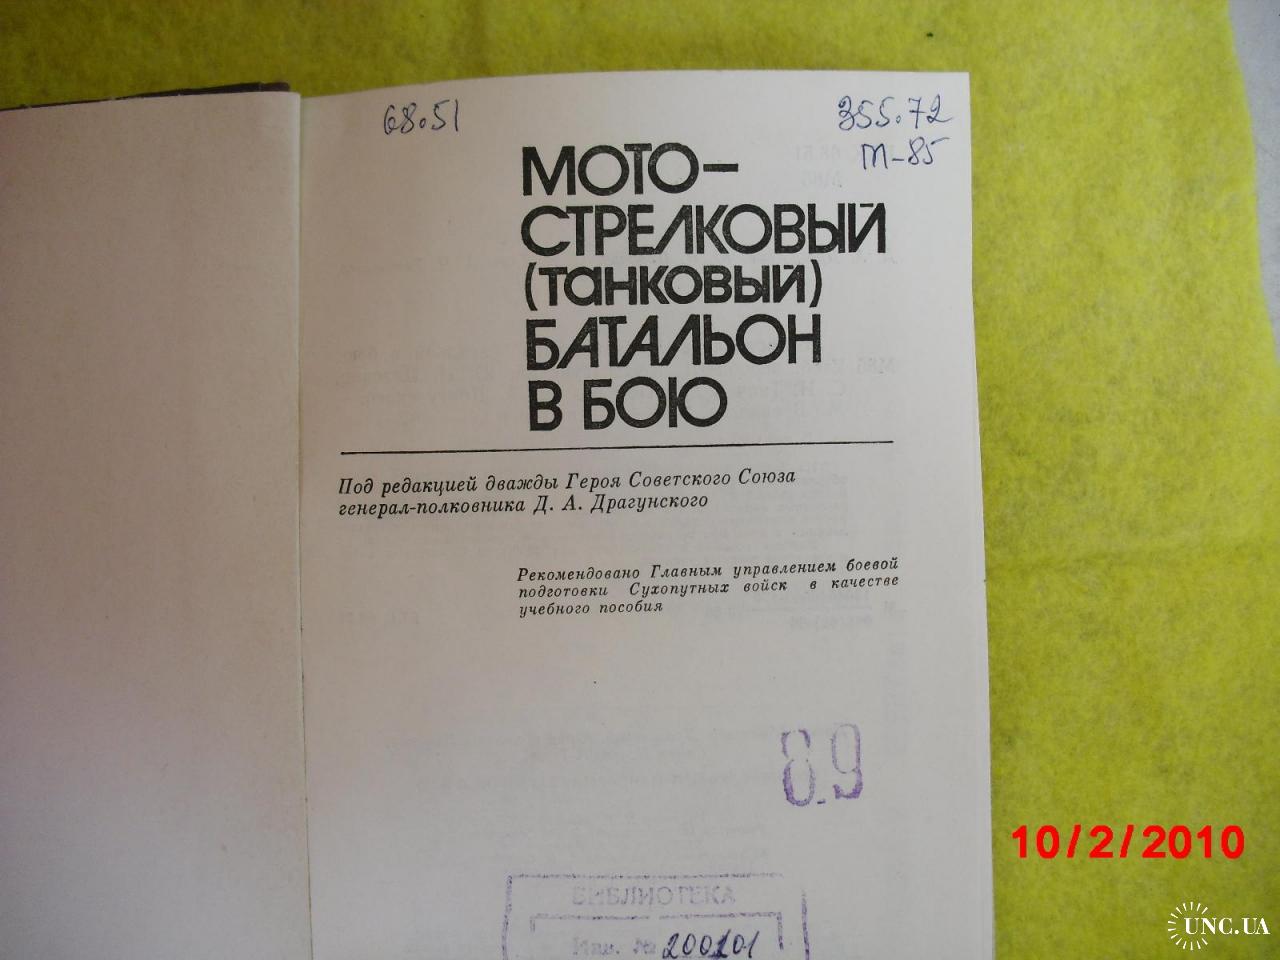 68.51
355.72
М-85
МОТО-
СТРЕЛКОВЫЙ
(ТАНКОВЫЙ)
БАТАЛЬОН
В БОЮ
Под редакцией дважды Героя Советского Союза
генерал-полковника Д. А. Драгунского
Рекомендовано Главным управлением боевой
подготовки Сухопутных войск в качестве
учебного пособия
89
БИБЛИОТЕКА
Инв. № 200101
10/2/2010
UNC.UA